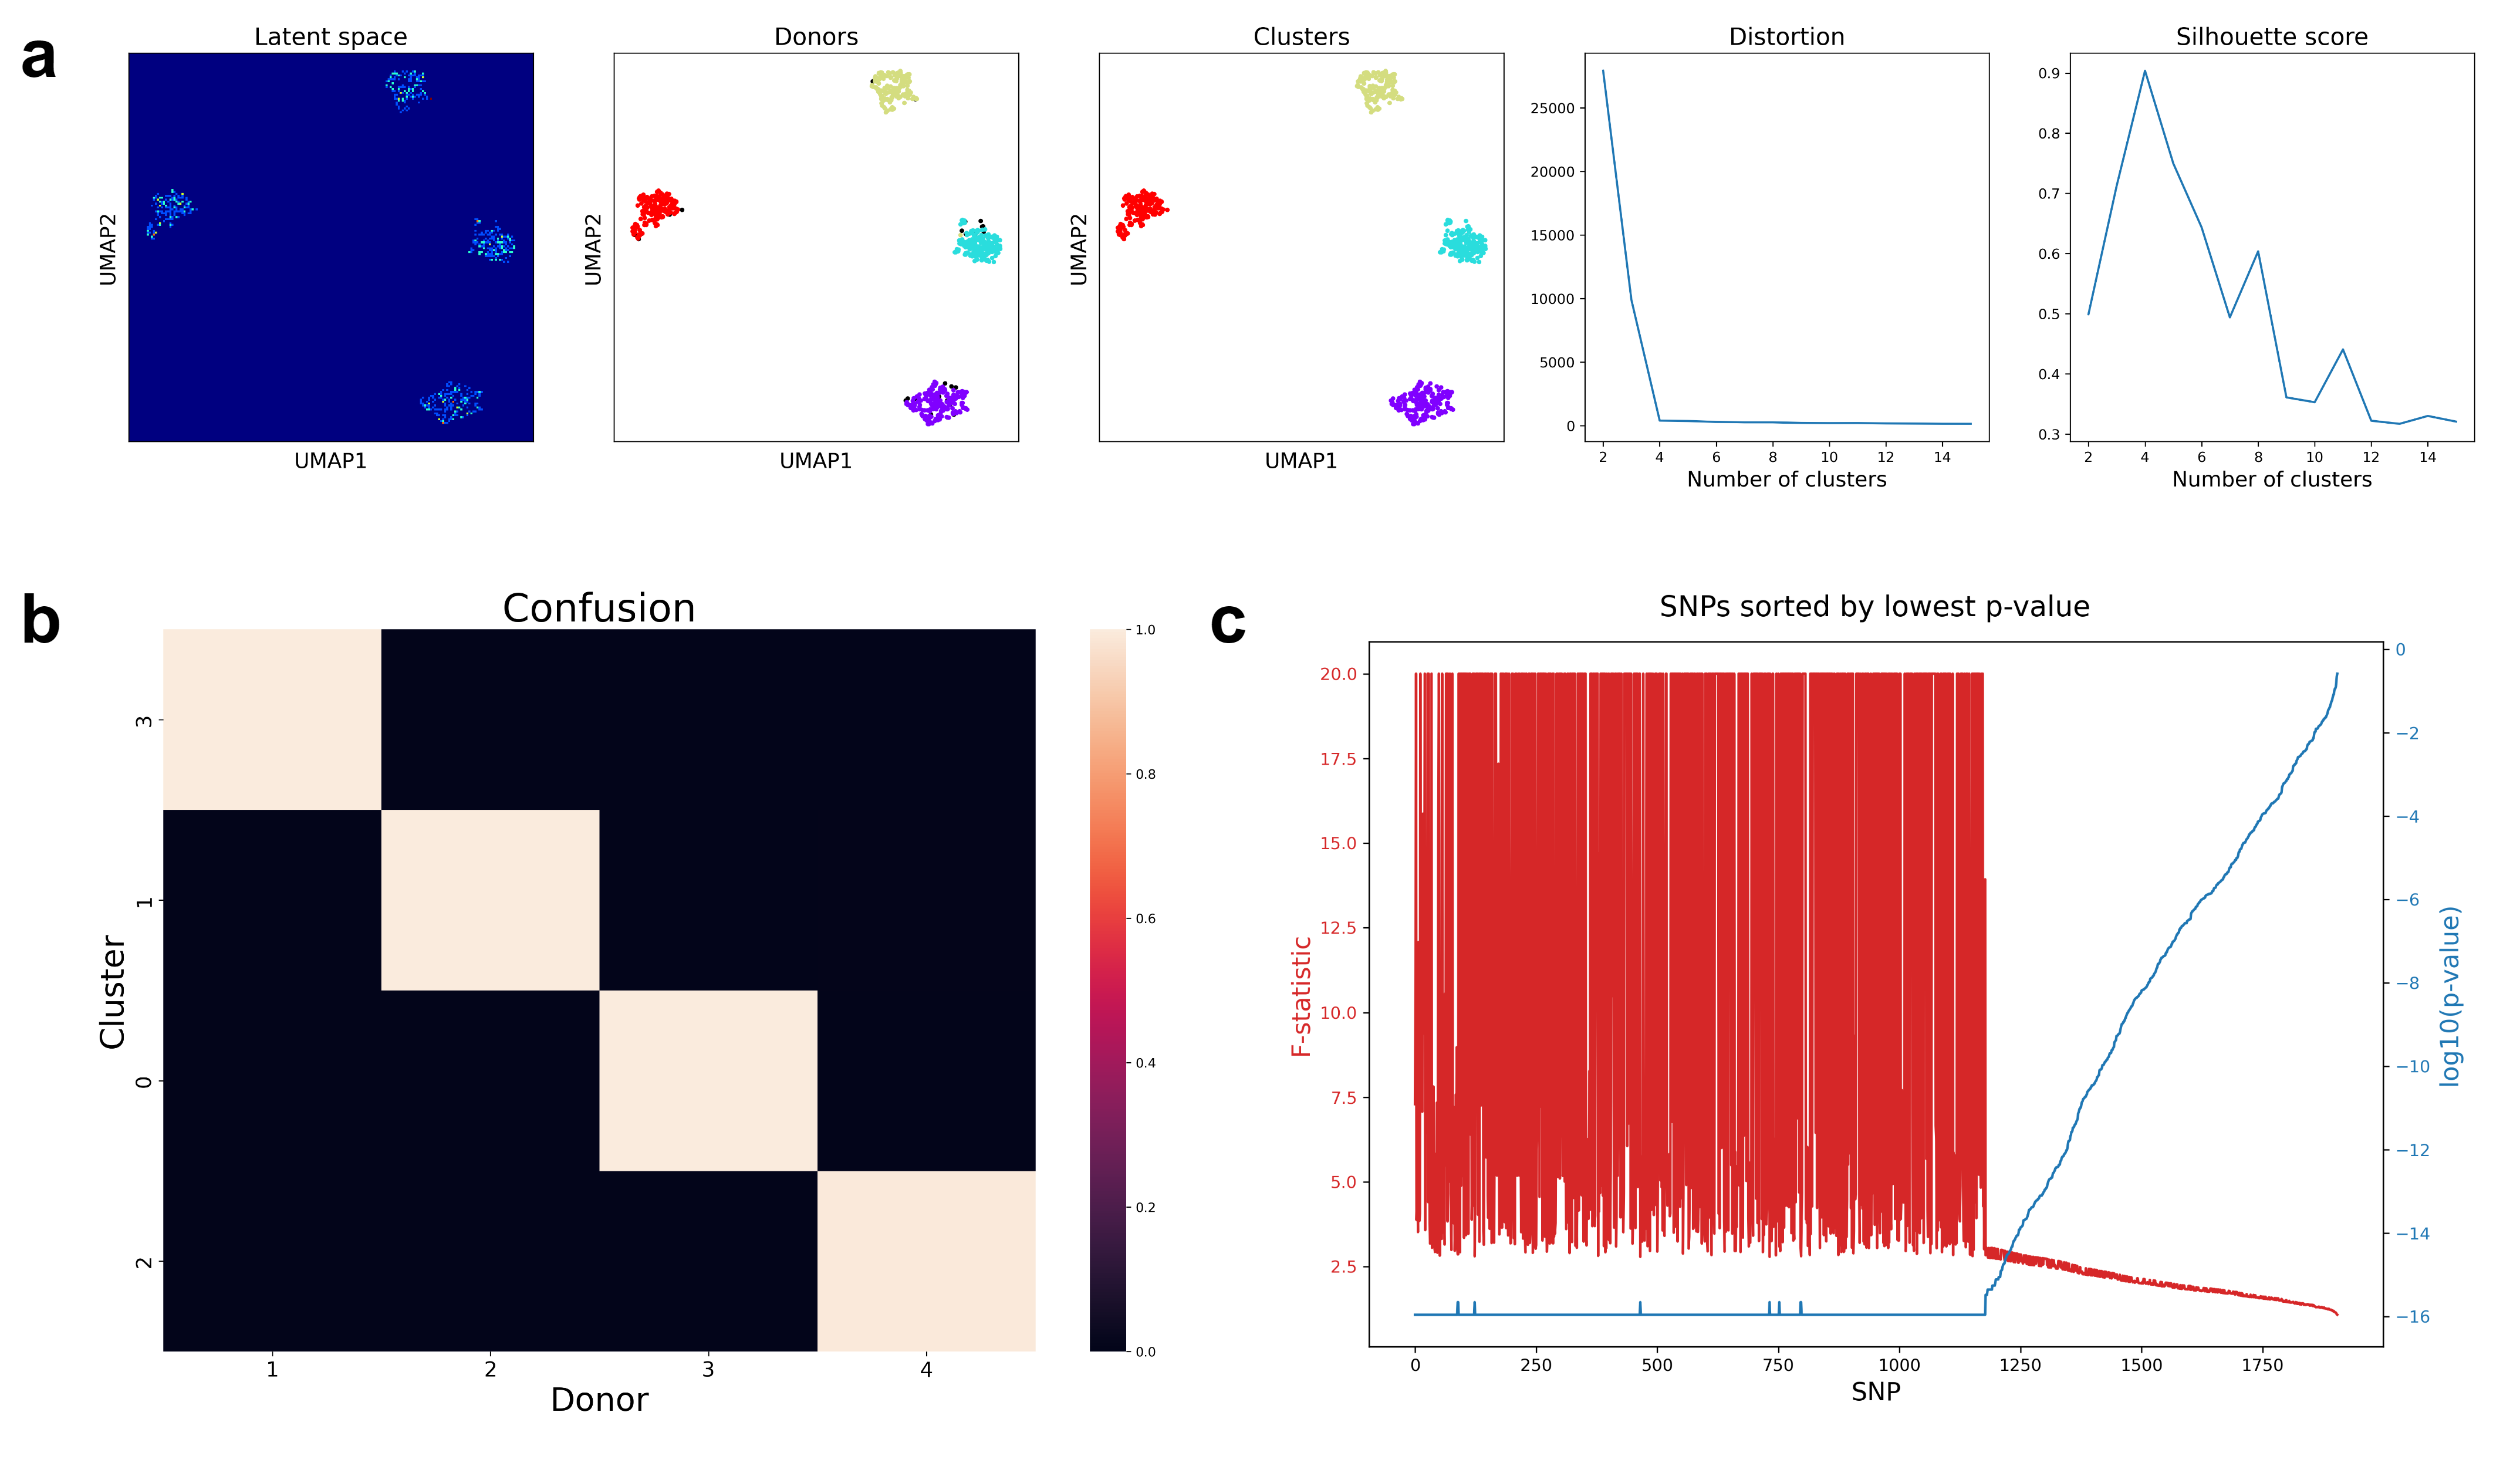 a
Latent space
UMAP2
UMAP1
Donors
UMAP2
UMAP1
Clusters
UMAP2
UMAP1
Distortion
25000
20000
15000
10000
5000
0
2 4 6 8 10 12 14
Number of clusters
Silhouette score
0.9
0.8
0.7
0.6
0.5
0.4
0.3
2 4 6 8 10 12 14
Number of clusters
b
Confusion
Cluster
3
1
0
2
1 2 3 4
Donor
1.0
0.8
0.6
0.4
0.2
0.0
c
SNPs sorted by lowest p-value
F-statistic
20.0
17.5
15.0
12.5
10.0
7.5
5.0
2.5
0 250 500 750 1000 1250 1500 1750
SNP
0
−2
−4
−6
−8
−10
−12
−14
−16
log10(p-value)